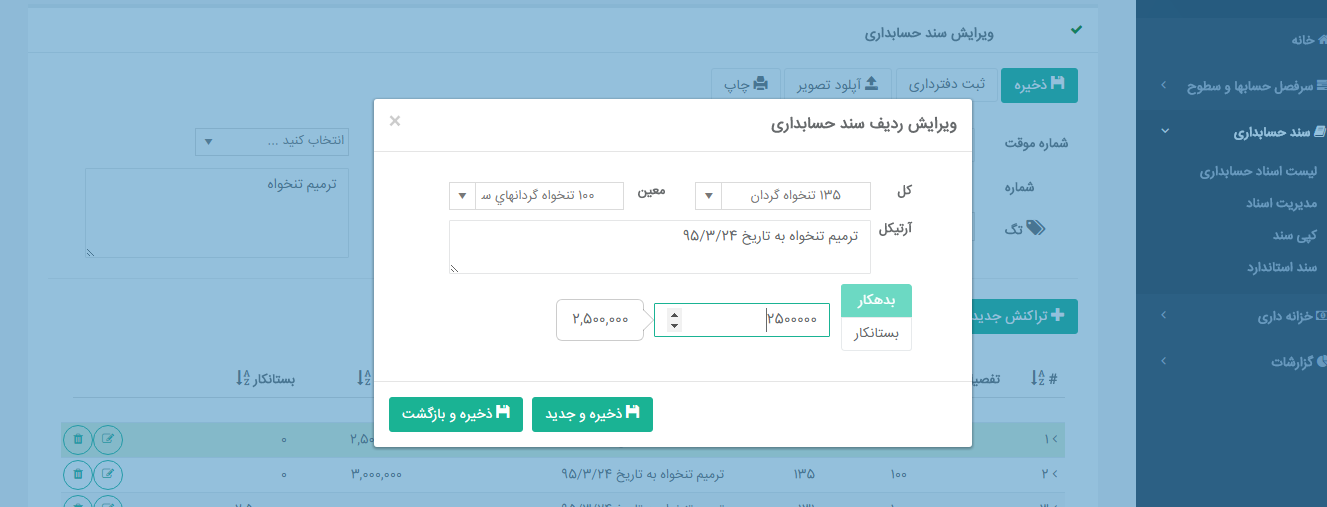 خانه
سرفصل حسابها و سطوح
سند حسابداری
لیست اسناد حسابداری
مدیریت اسناد
کپی سند
سند استاندارد
خزانه داری
گزارشات
ویرایش سند حسابداری
ذخیره
ثبت دفترداری
آپلود تصویر
چاپ
شماره موقت
انتخاب کنید ...
شماره
ترمیم تنخواه
تگ
تراکنش جدید
ویرایش ردیف سند حسابداری
×
کل
۱۳۵ تنخواه گردان
معین
۱۰۰ تنخواه گردانهاي س
آرتیکل
ترمیم تنخواه به تاریخ ۹۵/۳/۲۴
بدهکار
بستانکار
۲۵۰۰۰۰۰
۲,۵۰۰,۰۰۰
ذخیره و جدید
ذخیره و بازگشت
#
بستانکار
۱ ۰
۲ ۱۰۰ ۱۳۵ ترمیم تنخواه به تاریخ ۹۵/۳/۲۴ ۳,۰۰۰,۰۰۰ ۰